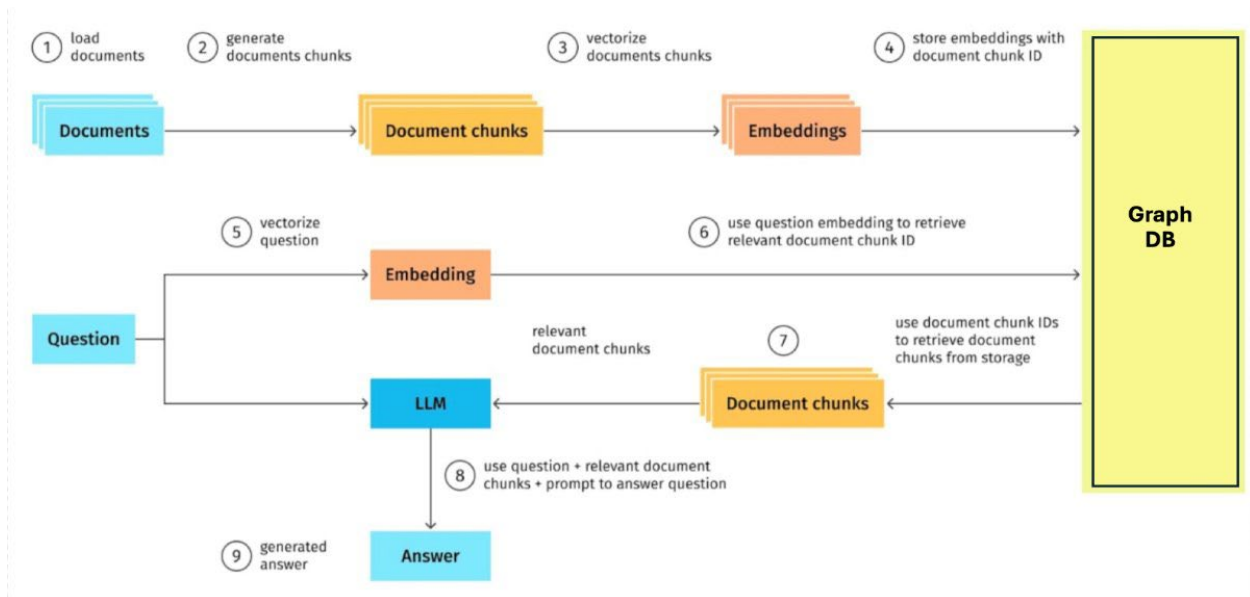 1
load
documents
2
generate
documents chunks
3
vectorize
documents chunks
4
store embeddings with
document chunk ID
Documents
Document chunks
Embeddings
Graph
DB
5
vectorize
question
6
use question embedding to retrieve
relevant document chunk ID
Embedding
Question
relevant
document chunks
7
use document chunk IDs
to retrieve document
chunks from storage
LLM
Document chunks
8
use question + relevant document
chunks + prompt to answer question
9
generated
answer
Answer